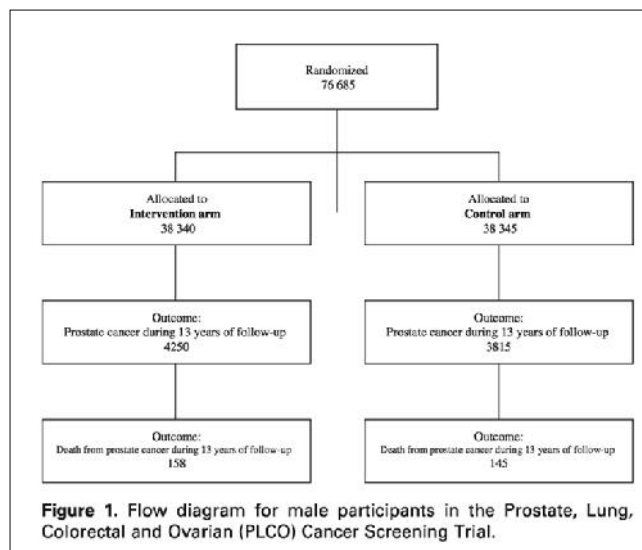 Randomized
76 685
Allocated to
Intervention arm
38 340
Allocated to
Control arm
38 345
Outcome:
Prostate cancer during 13 years of follow-up
4250
Outcome:
Prostate cancer during 13 years of follow-up
3815
Outcome:
Death from prostate cancer during 13 years of follow-up
158
Outcome:
Death from prostate cancer during 13 years of follow-up
145
Figure 1. Flow diagram for male participants in the Prostate, Lung,
Colorectal and Ovarian (PLCO) Cancer Screening Trial.